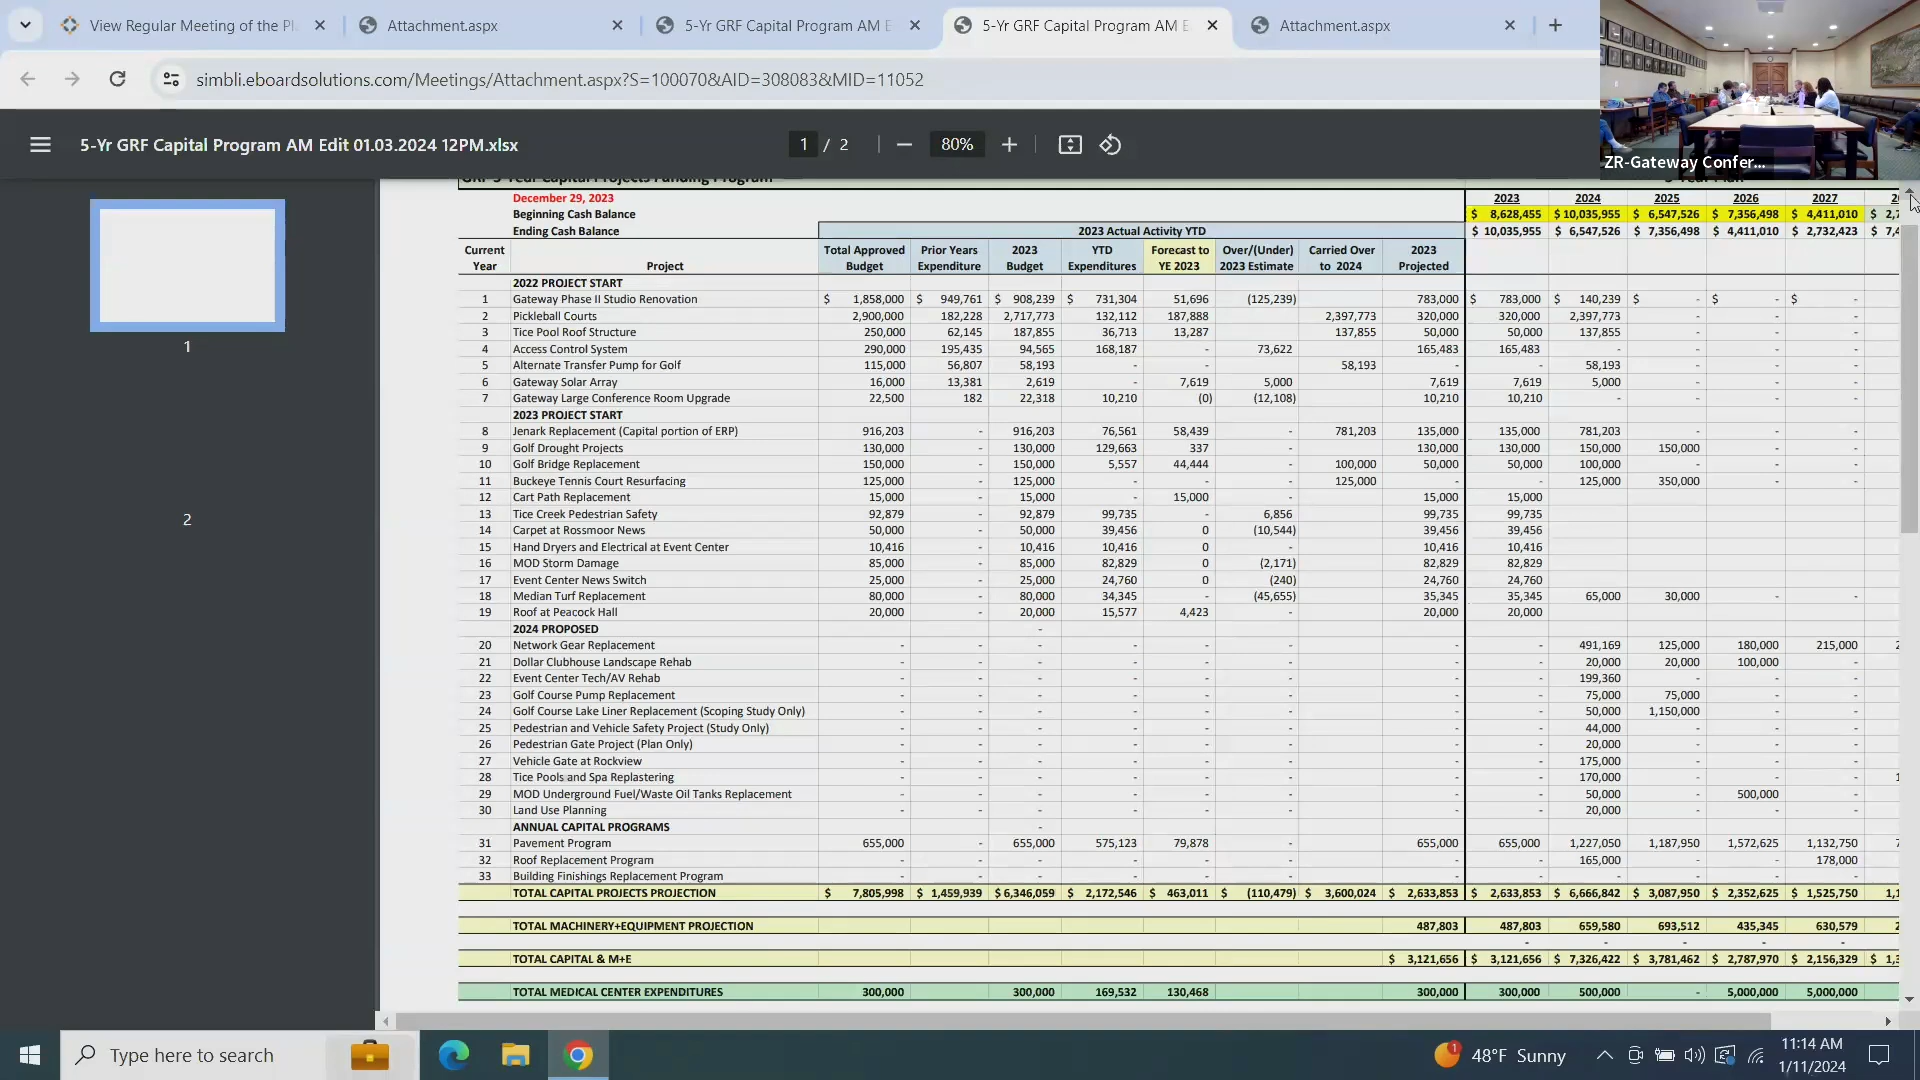 View Regular Meeting of the Pl
Attachment.aspx
5-Yr GRF Capital Program AM E
5-Yr GRF Capital Program AM E
Attachment.aspx
simbli.eboardsolutions.com/Meetings/Attachment.aspx?S=100070&AID=308083&MID=11052
5-Yr GRF Capital Program AM Edit 01.03.2024 12PM.xlsx
1 / 2
80%
ZR-Gateway Confer...
1
2
GRF 5-Year Capital Projects Funding Program
December 29, 2023 2023 2024 2025 2026 2027
Beginning Cash Balance $ 8,628,455 $ 10,035,955 $ 6,547,526 $ 7,356,498 $ 4,411,010 $ 2,7
Ending Cash Balance 2023 Actual Activity YTD $ 10,035,955 $ 6,547,526 $ 7,356,498 $ 4,411,010 $ 2,732,423 $ 7,4
Current Total Approved Prior Years 2023 YTD Forecast to Over/(Under) Carried Over 2023
Year Project Budget Expenditure Budget Expenditures YE 2023 2023 Estimate to 2024 Projected
2022 PROJECT START
1 Gateway Phase II Studio Renovation $ 1,858,000 $ 949,761 $ 908,239 $ 731,304 51,696 (125,239) 783,000 $ 783,000 $ 140,239 $ - $ - $ -
2 Pickleball Courts 2,900,000 182,228 2,717,773 132,112 187,888 2,397,773 320,000 320,000 2,397,773 - - -
3 Tice Pool Roof Structure 250,000 62,145 187,855 36,713 13,287 137,855 50,000 50,000 137,855 - - -
4 Access Control System 290,000 195,435 94,565 168,187 - 73,622 165,483 165,483 - - - -
5 Alternate Transfer Pump for Golf 115,000 56,807 58,193 - - - 58,193 - - 58,193 - - -
6 Gateway Solar Array 16,000 13,381 2,619 - 7,619 5,000 7,619 7,619 5,000 - - -
7 Gateway Large Conference Room Upgrade 22,500 182 22,318 10,210 (0) (12,108) 10,210 10,210 - - - -
2023 PROJECT START
8 Jenark Replacement (Capital portion of ERP) 916,203 - 916,203 76,561 58,439 - 781,203 135,000 135,000 781,203 - - -
9 Golf Drought Projects 130,000 - 130,000 129,663 337 - 130,000 130,000 150,000 150,000 - -
10 Golf Bridge Replacement 150,000 - 150,000 5,557 44,444 - 100,000 50,000 50,000 100,000 - - -
11 Buckeye Tennis Court Resurfacing 125,000 - 125,000 - - - 125,000 - - 125,000 350,000 - -
12 Cart Path Replacement 15,000 - 15,000 - 15,000 - 15,000 15,000
13 Tice Creek Pedestrian Safety 92,879 - 92,879 99,735 - 6,856 99,735 99,735
14 Carpet at Rossmoor News 50,000 - 50,000 39,456 0 (10,544) 39,456 39,456
15 Hand Dryers and Electrical at Event Center 10,416 - 10,416 10,416 0 - 10,416 10,416
16 MOD Storm Damage 85,000 - 85,000 82,829 0 (2,171) 82,829 82,829
17 Event Center News Switch 25,000 - 25,000 24,760 0 (240) 24,760 24,760
18 Median Turf Replacement 80,000 - 80,000 34,345 - (45,655) 35,345 35,345 65,000 30,000 - -
19 Roof at Peacock Hall 20,000 - 20,000 15,577 4,423 - 20,000 20,000
2024 PROPOSED -
20 Network Gear Replacement - - - - - - - - 491,169 125,000 180,000 215,000 2
21 Dollar Clubhouse Landscape Rehab - - - - - - - - 20,000 20,000 100,000 -
22 Event Center Tech/AV Rehab - - - - - - - - 199,360 - - -
23 Golf Course Pump Replacement - - - - - - - - 75,000 75,000 - -
24 Golf Course Lake Liner Replacement (Scoping Study Only) - - - - - - - - 50,000 1,150,000 - -
25 Pedestrian and Vehicle Safety Project (Study Only) - - - - - - - - 44,000 - - -
26 Pedestrian Gate Project (Plan Only) - - - - - - - - 20,000 - - -
27 Vehicle Gate at Rockview - - - - - - - - 175,000 - - -
28 Tice Pools and Spa Replastering - - - - - - - - 170,000 - - - 1
29 MOD Underground Fuel/Waste Oil Tanks Replacement - - - - - - - - 50,000 - 500,000 -
30 Land Use Planning - - - - - - - - 20,000 - - -
ANNUAL CAPITAL PROGRAMS -
31 Pavement Program 655,000 - 655,000 575,123 79,878 - 655,000 655,000 1,227,050 1,187,950 1,572,625 1,132,750 7
32 Roof Replacement Program - - - - - - - - 165,000 - - 178,000
33 Building Finishings Replacement Program - - - - - - - - - - - -
TOTAL CAPITAL PROJECTS PROJECTION $ 7,805,998 $ 1,459,939 $ 6,346,059 $ 2,172,546 $ 463,011 $ (110,479) $ 3,600,024 $ 2,633,853 $ 2,633,853 $ 6,666,842 $ 3,087,950 $ 2,352,625 $ 1,525,750 1,1
TOTAL MACHINERY+EQUIPMENT PROJECTION 487,803 487,803 659,580 693,512 435,345 630,579 2
- - - - -
TOTAL CAPITAL & M+E $ 3,121,656 $ 3,121,656 $ 7,326,422 $ 3,781,462 $ 2,787,970 $ 2,156,329 $ 1,3
TOTAL MEDICAL CENTER EXPENDITURES 300,000 300,000 169,532 130,468 300,000 300,000 500,000 - 5,000,000 5,000,000
Type here to search
1
48°F Sunny
11:14 AM
1/11/2024